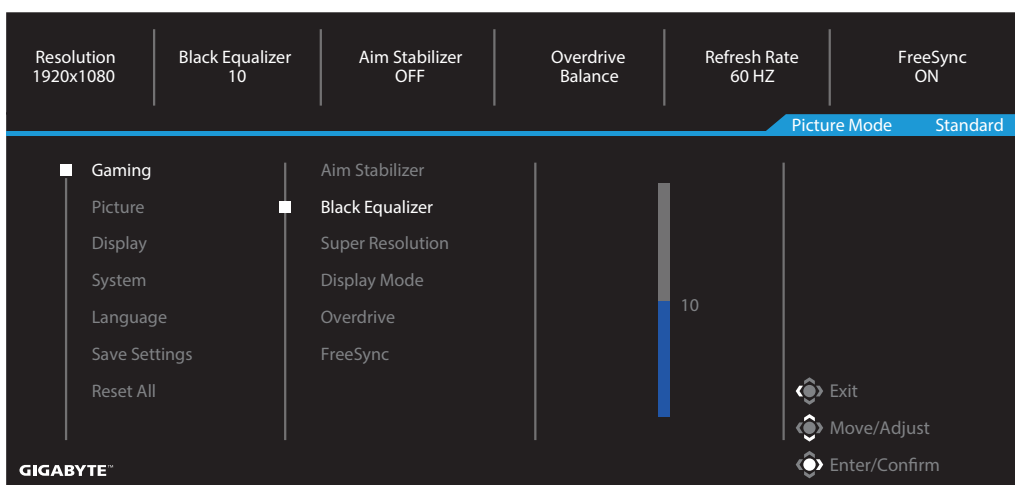 Resolution
1920x1080
Black Equalizer
10
Aim Stabilizer
OFF
Overdrive
Balance
Refresh Rate
60 HZ
FreeSync
ON
Picture Mode Standard
Gaming
Picture
Display
System
Language
Save Settings
Reset All
Aim Stabilizer
Black Equalizer
Super Resolution
Display Mode
Overdrive
FreeSync
10
Exit
Move/Adjust
Enter/Confirm
GIGABYTE™